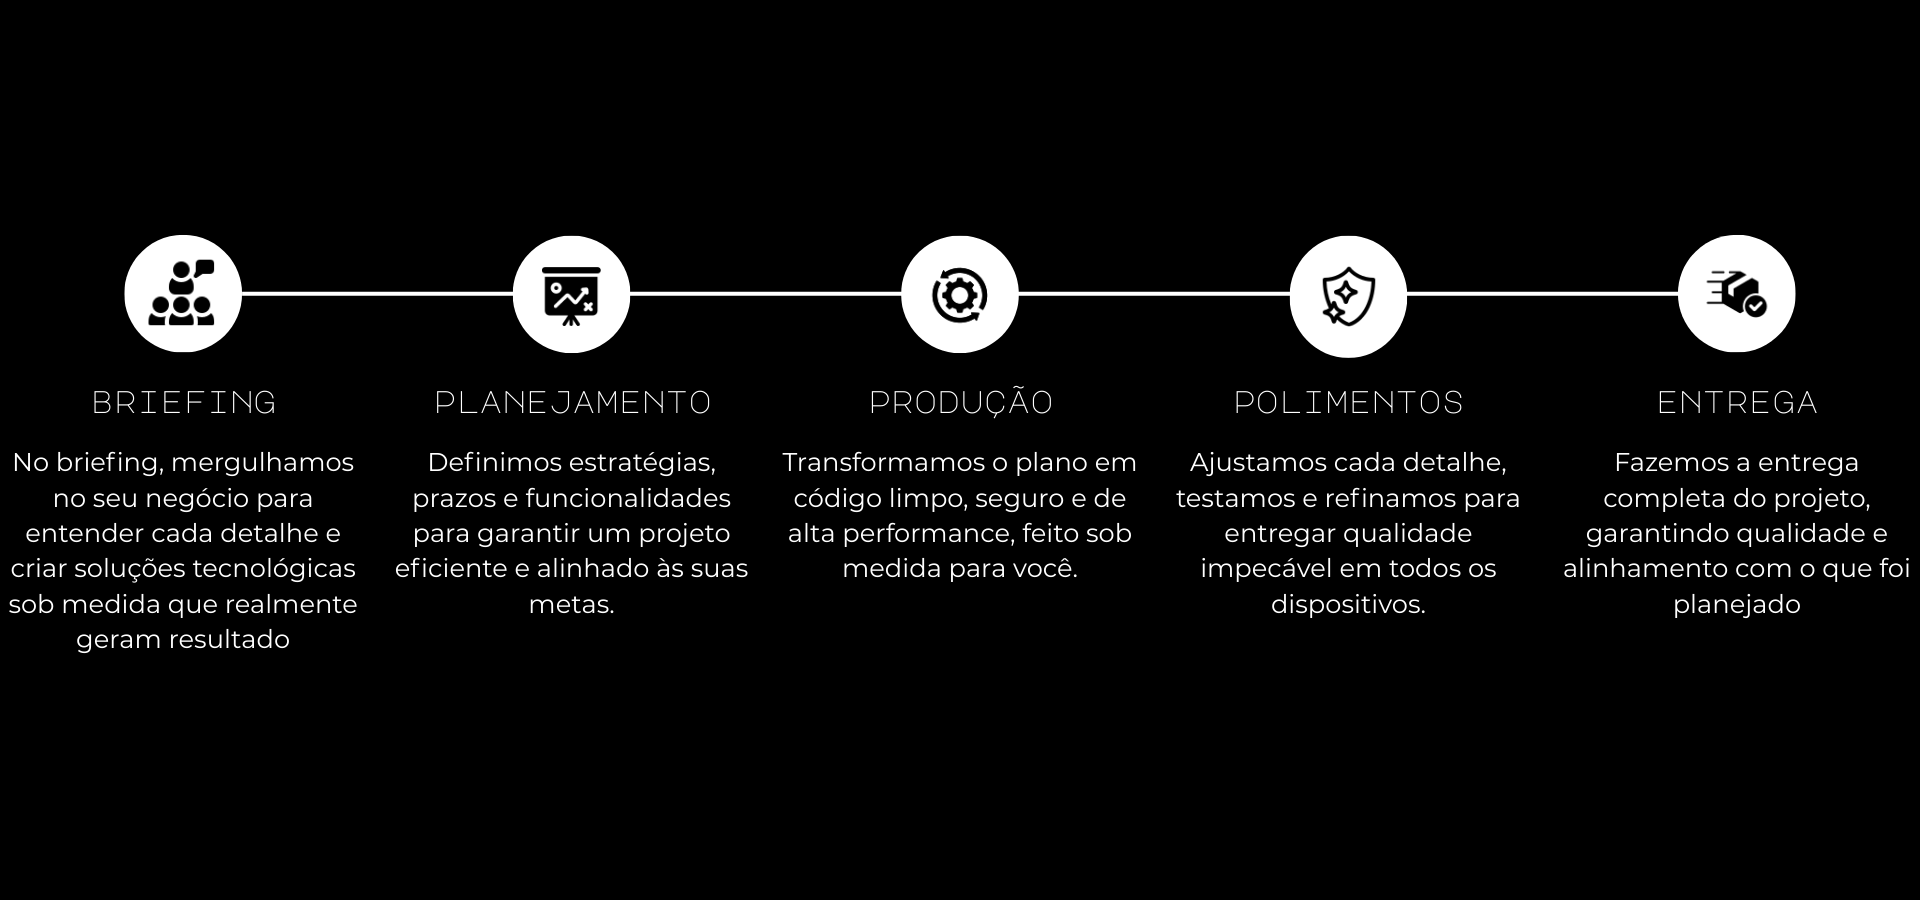 BRIEFING
No briefing, mergulhamos
no seu negócio para
entender cada detalhe e
criar soluções tecnológicas
sob medida que realmente
geram resultado
PLANEJAMENTO
Definimos estratégias,
prazos e funcionalidades
para garantir um projeto
eficiente e alinhado às suas
metas.
PRODUÇÃO
Transformamos o plano em
código limpo, seguro e de
alta performance, feito sob
medida para você.
POLIMENTOS
Ajustamos cada detalhe,
testamos e refinamos para
entregar qualidade
impecável em todos os
dispositivos.
ENTREGA
Fazemos a entrega
completa do projeto,
garantindo qualidade e
alinhamento com o que foi
planejado